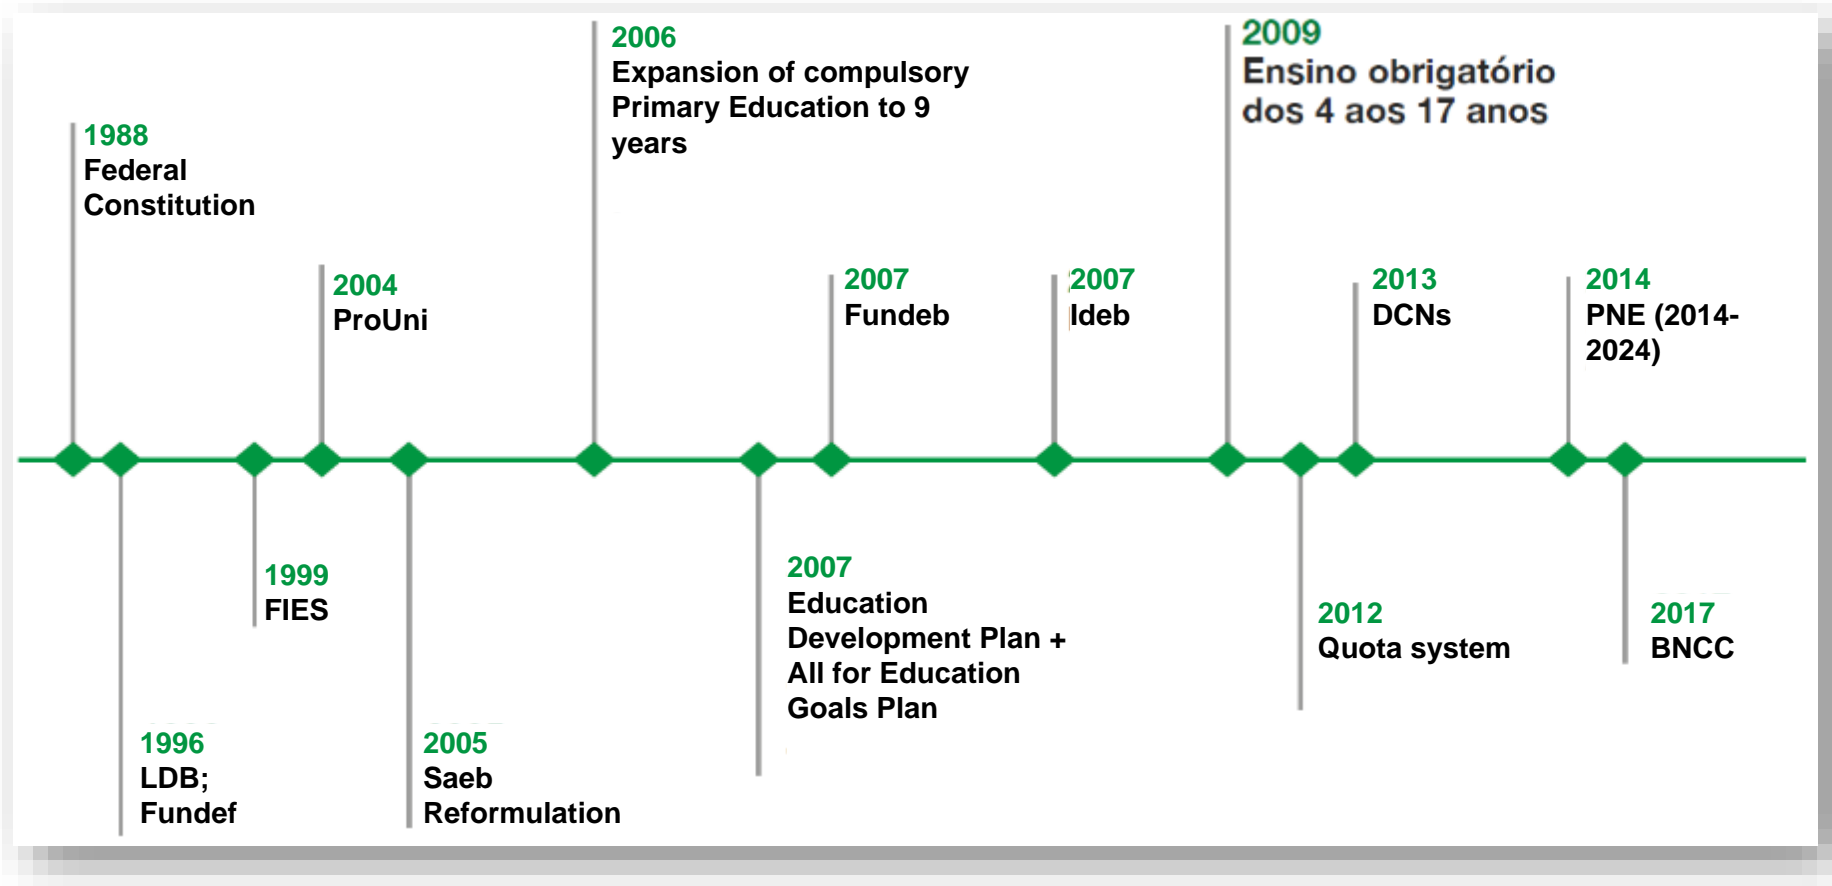 1988
Federal
Constitution
1996
LDB;
Fundef
1999
FIES
2004
ProUni
2005
Saeb
Reformulation
2006
Expansion of compulsory
Primary Education to 9
years
2007
Education
Development Plan +
All for Education
Goals Plan
2007
Fundeb
2007
Ideb
2009
Ensino obrigatório
dos 4 aos 17 anos
2012
Quota system
2013
DCNs
2014
PNE (2014-
2024)
2017
BNCC